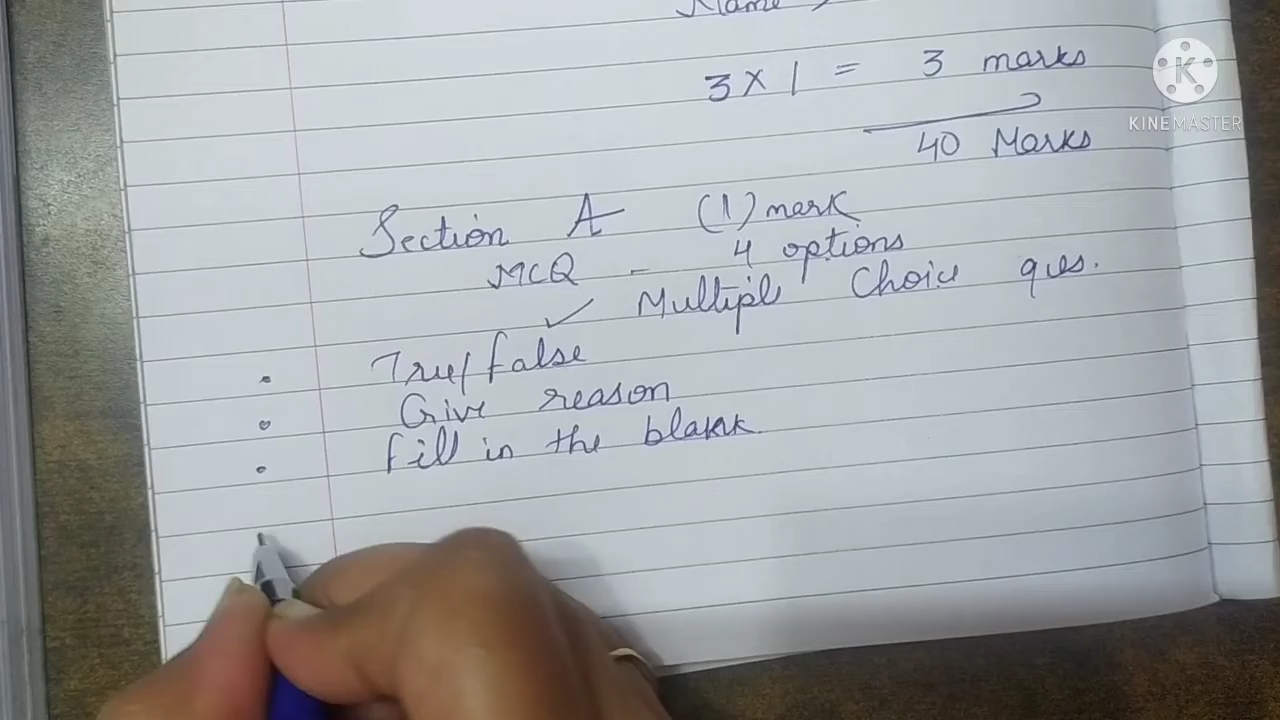 Name
3 × 1 = 3 marks
40 Marks
Section A (1) mark
MCQ - 4 options
Multiple Choice ques.
True/False
Give reason
Fill in the blank
KINEMASTER